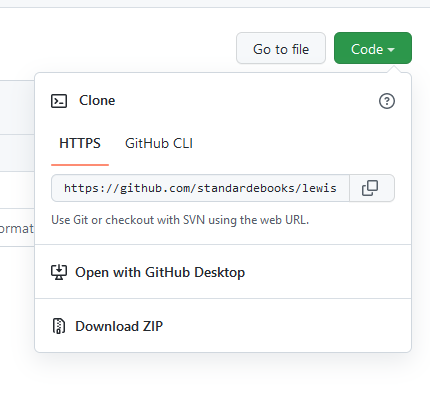 Go to file
Code
Clone
HTTPS
GitHub CLI
https://github.com/standardebooks/lewis
Use Git or checkout with SVN using the web URL.
ormat
Open with GitHub Desktop
Download ZIP